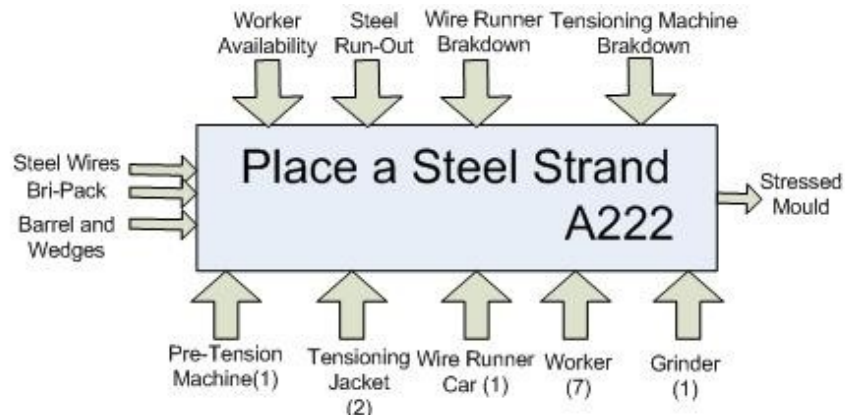 Worker
Availability
Steel
Run-Out
Wire Runner
Brakdown
Tensioning Machine
Brakdown
Steel Wires
Bri-Pack
Barrel and
Wedges
Place a Steel Strand
A222
Stressed
Mould
Pre-Tension
Machine(1)
Tensioning
Jacket
(2)
Wire Runner
Car (1)
Worker
(7)
Grinder
(1)